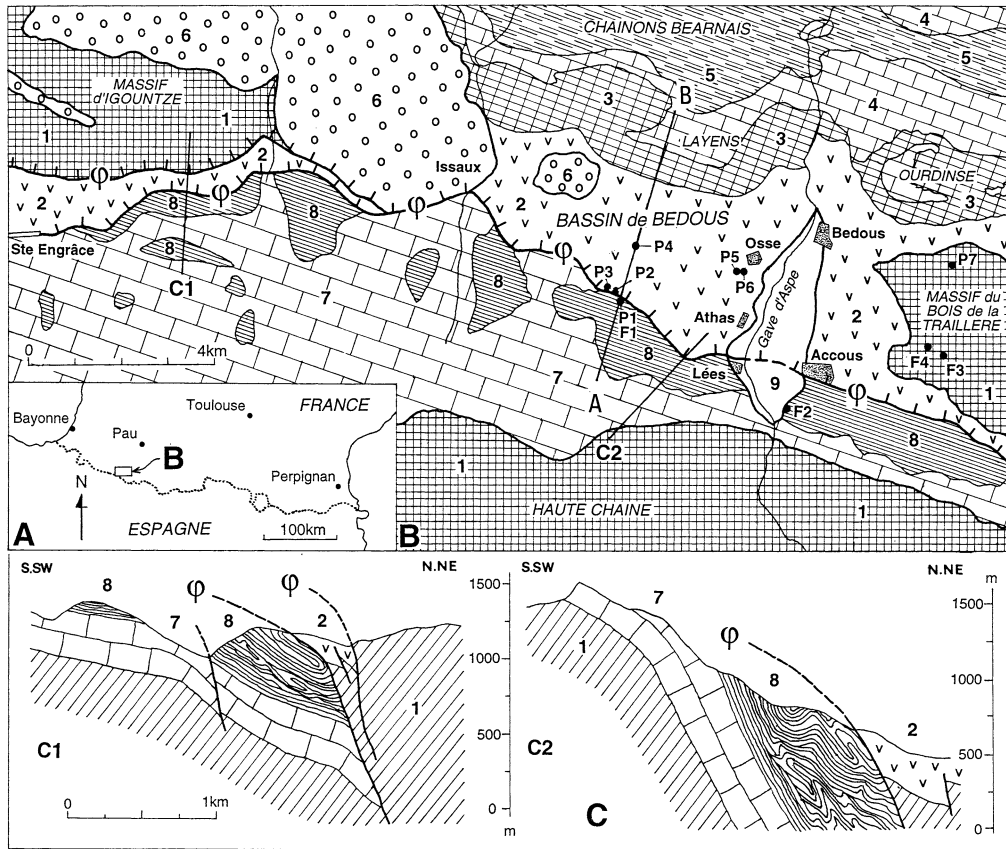 CHAINONS BEARNAIS
4
6
5
MASSIF
d'IGOUNTZE
6
3
B
4
1
1
LAYENS
3
2
Issaux
φ
φ
φ
6
OURDINSE
2
8
2
3
BASSIN de BEDOUS
Ste Engrâce
8
8
Osse
Bedous
φ
P4
P5
P7
8
P3
P2
P6
C1
7
MASSIF du
BOIS de la
TRAILLERE
P1
F1
Athas
Gave d'Aspe
2
F4
F3
0
4km
8
Lées
Accous
1
7
9
φ
A
F2
Bayonne
Toulouse
FRANCE
Pau
B
C2
8
1
N
Perpignan
HAUTE CHAINE
1
A
ESPAGNE
100km
B
S.SW
N.NE
S.SW
N.NE
m
8
φ
φ
1500
1500
7
8
2
7
1
φ
1000
8
1000
1
2
C1
500
C2
500
0
1km
0
C
0
m